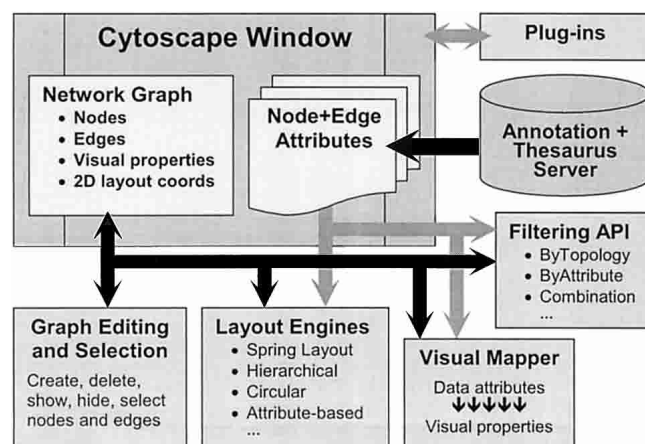 Cytoscape Window
Plug-ins
Network Graph
• Nodes
• Edges
• Visual properties
• 2D layout coords
Node+Edge
Attributes
Annotation +
Thesaurus
Server
Filtering API
• ByTopology
• ByAttribute
• Combination
...
Graph Editing
and Selection
Create, delete,
show, hide, select
nodes and edges
Layout Engines
• Spring Layout
• Hierarchical
• Circular
• Attribute-based
...
Visual Mapper
Data attributes
Visual properties